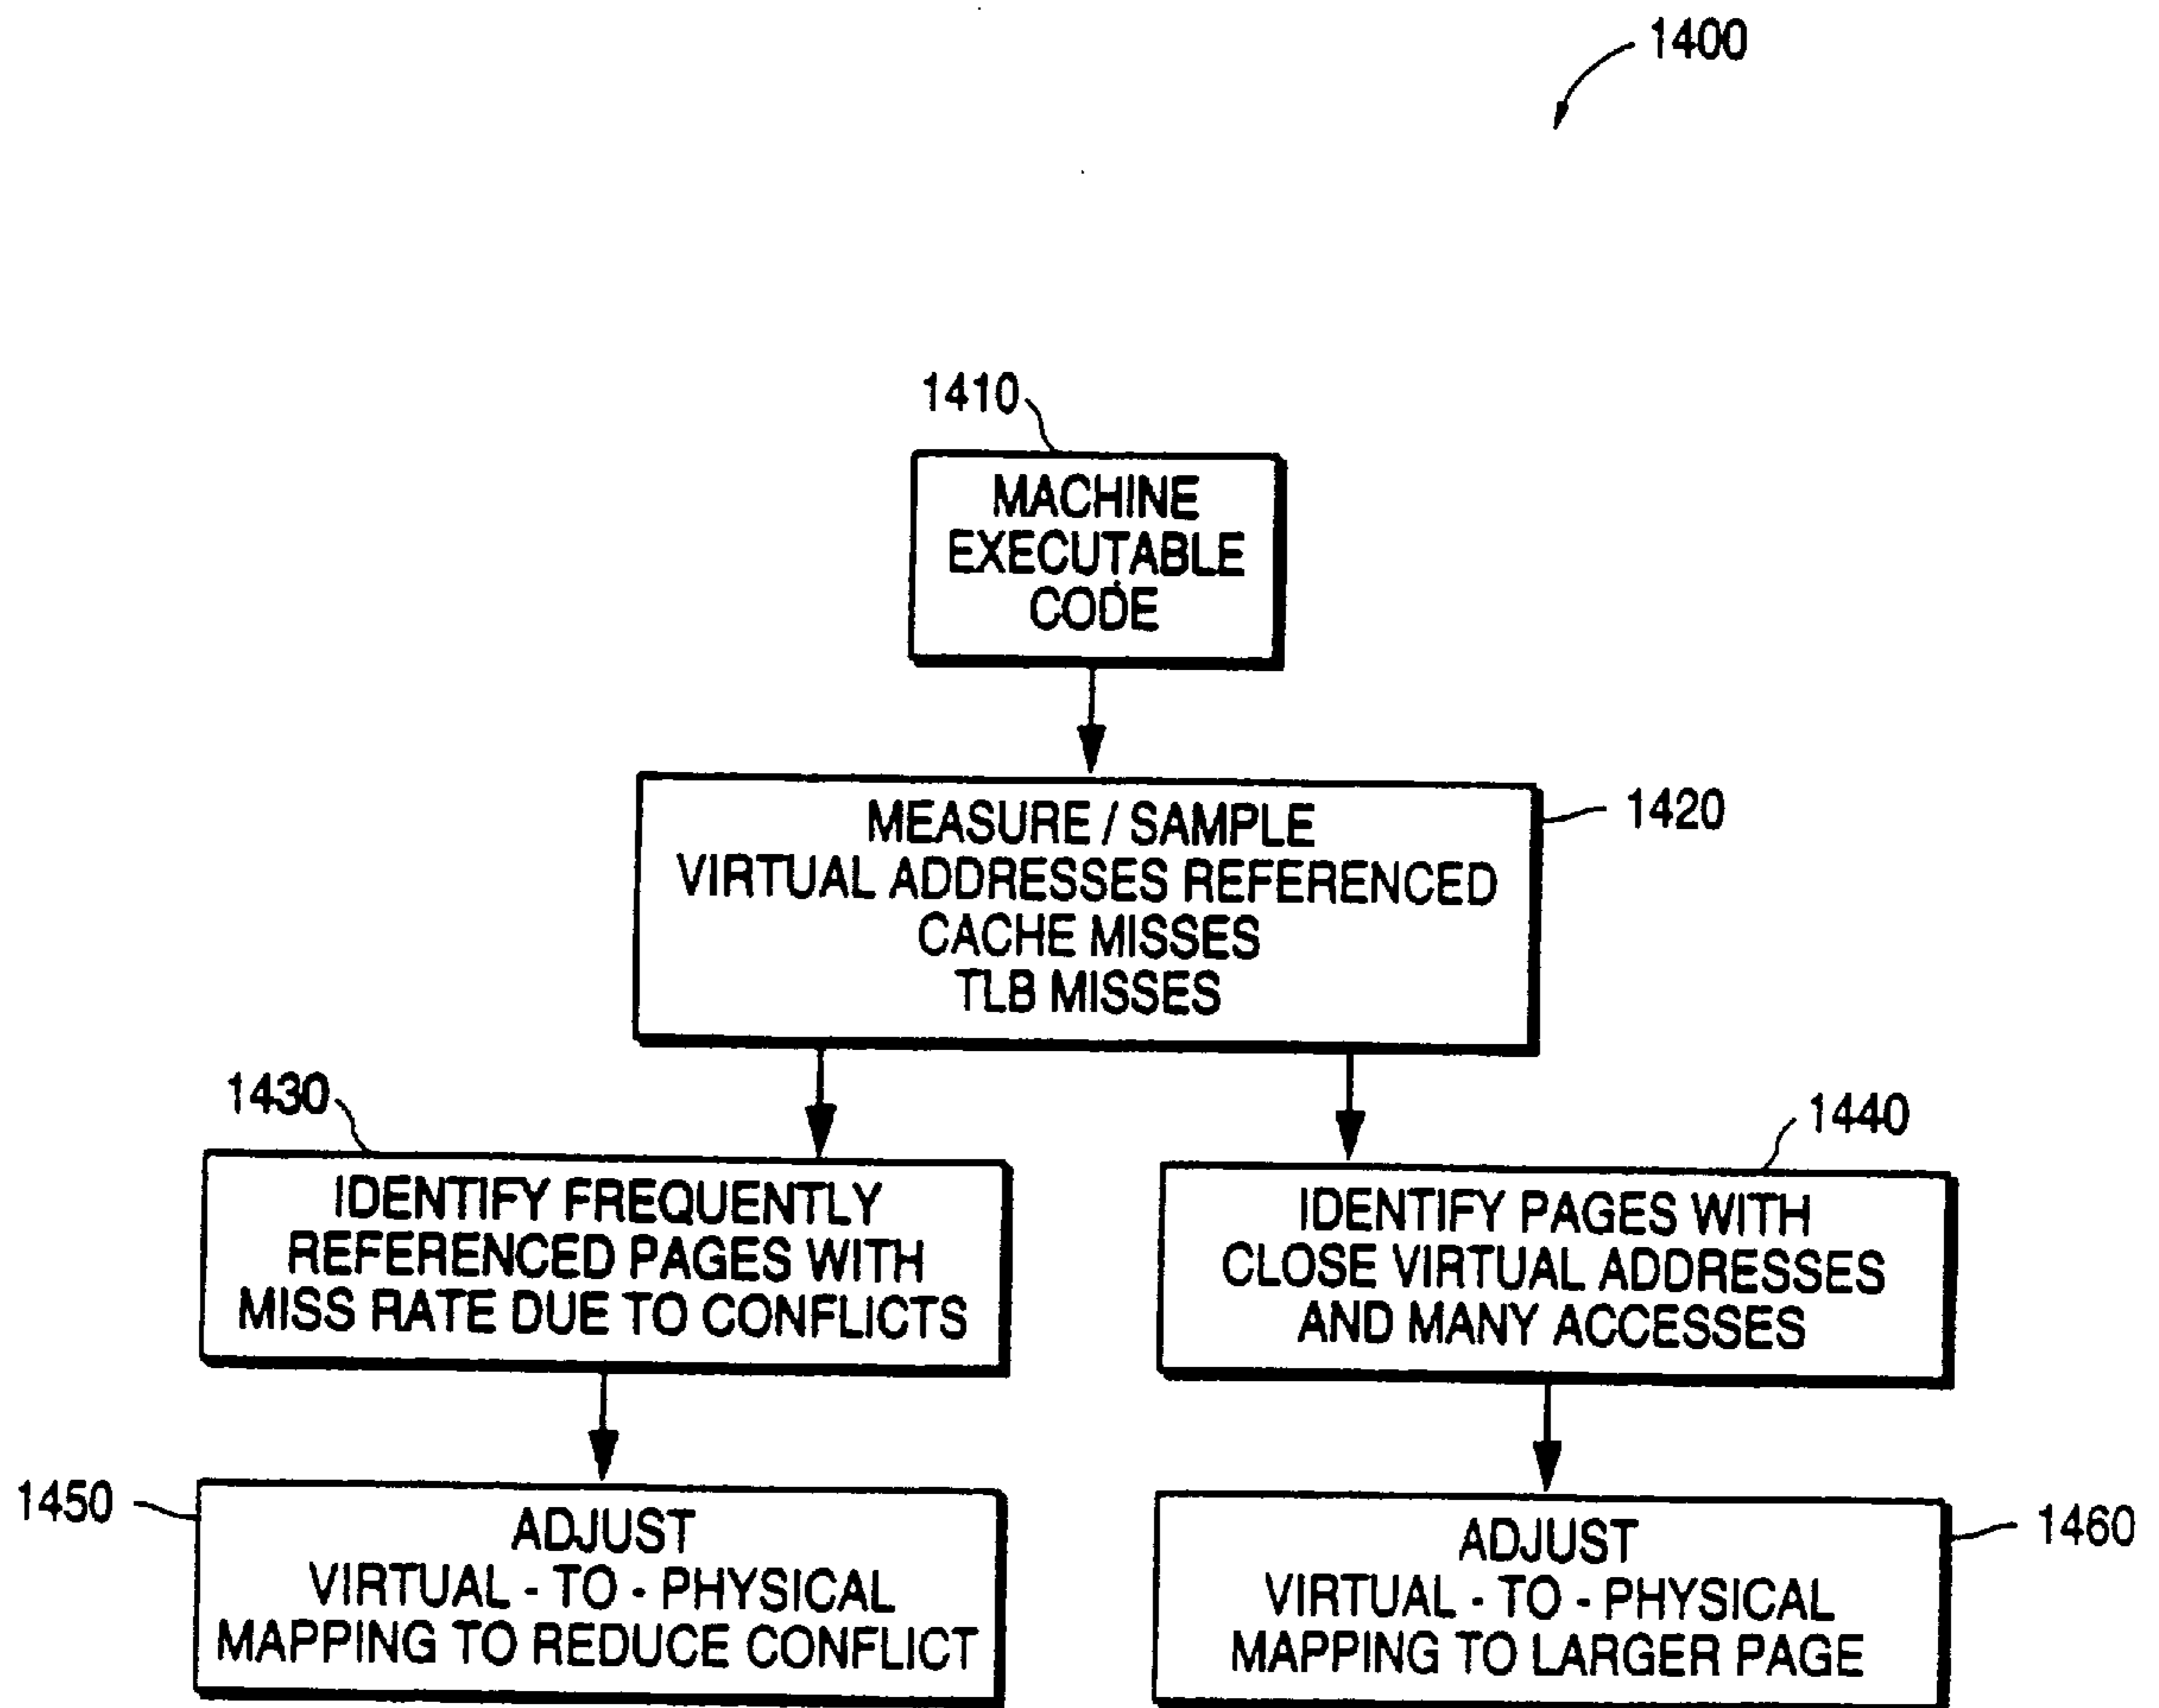 1400
1410
MACHINE
EXECUTABLE
CODE
MEASURE / SAMPLE
VIRTUAL ADDRESSES REFERENCED
CACHE MISSES
TLB MISSES
1420
1430
IDENTIFY FREQUENTLY
REFERENCED PAGES WITH
MISS RATE DUE TO CONFLICTS
1440
IDENTIFY PAGES WITH
CLOSE VIRTUAL ADDRESSES
AND MANY ACCESSES
1450
ADJUST
VIRTUAL - TO - PHYSICAL
MAPPING TO REDUCE CONFLICT
ADJUST
VIRTUAL - TO - PHYSICAL
MAPPING TO LARGER PAGE
1460